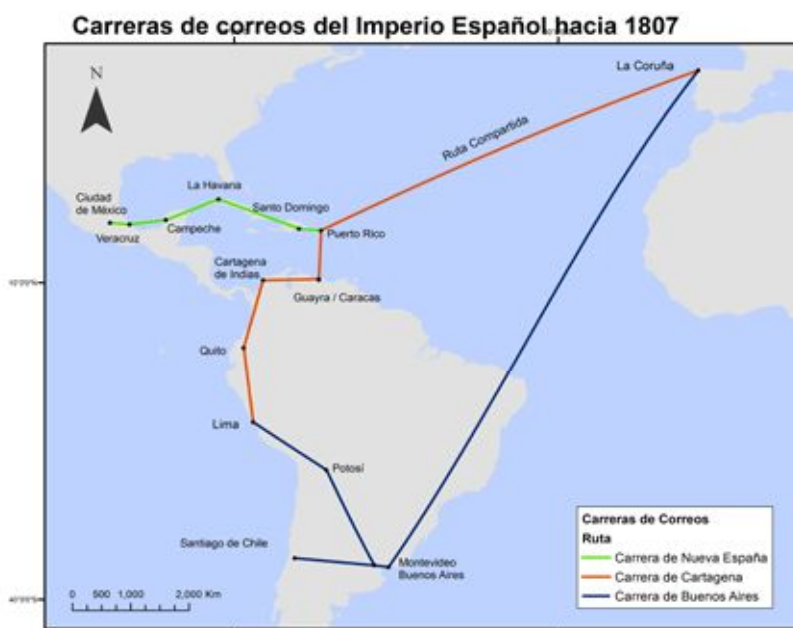 Carreras de correos del Imperio Español hacia 1807
N
La Coruña
Ruta Compartida
La Havana
Ciudad
de México
Santo Domingo
Veracruz
Campeche
Puerto Rico
Cartagena
de Indias
Guayra / Caracas
Quito
Lima
Potosí
Santiago de Chile
Montevideo
Buenos Aires
0
1,000
2,000 Km
Carreras de Correos
Ruta
Carrera de Nueva España
Carrera de Cartagena
Carrera de Buenos Aires